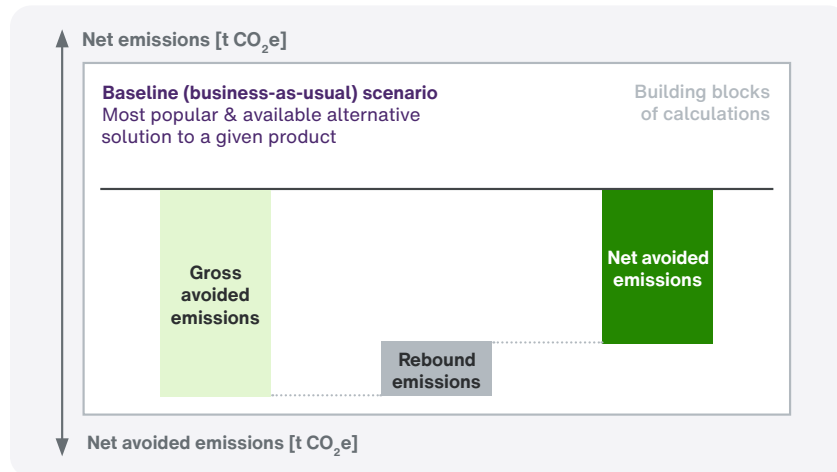 Net emissions [t CO₂e]
Baseline (business-as-usual) scenario
Most popular & available alternative
solution to a given product
Building blocks
of calculations
Gross
avoided
emissions
Rebound
emissions
Net avoided
emissions
Net avoided emissions [t CO₂e]